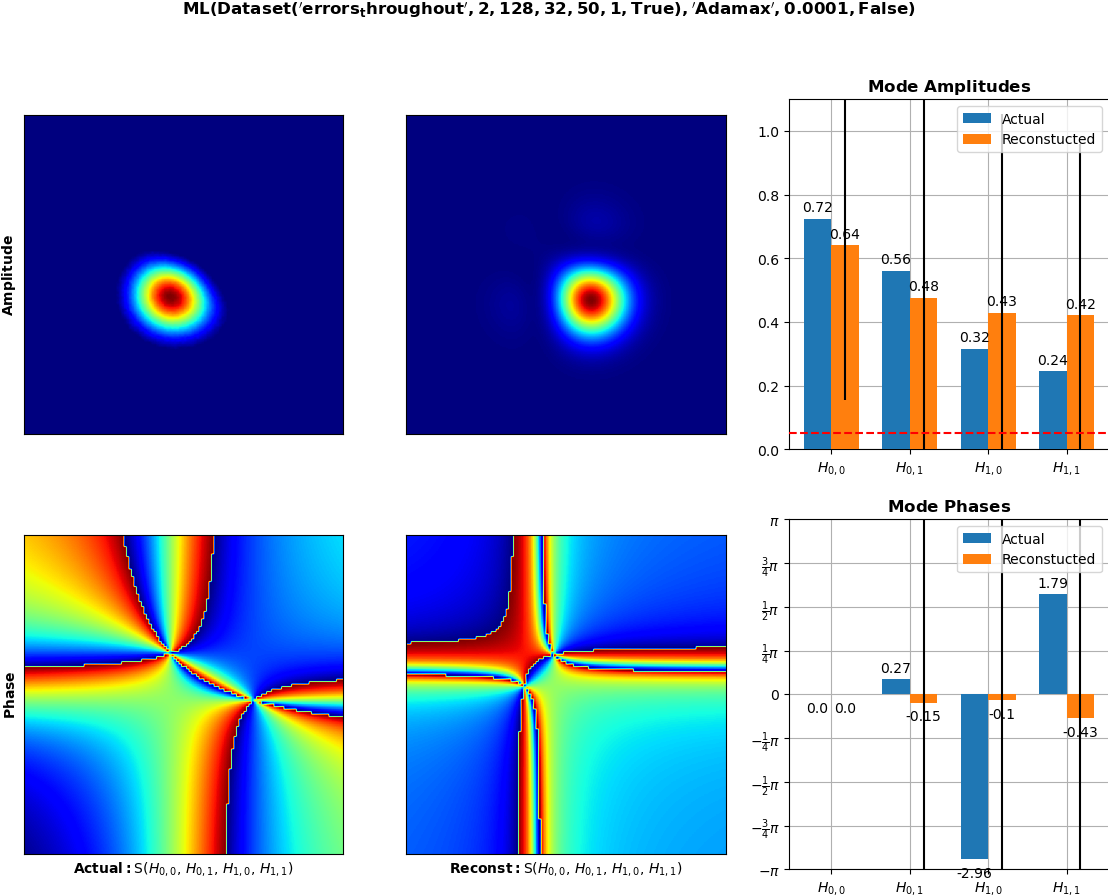 ML(Dataset('errors_throughout', 2, 128, 32, 50, 1, True), 'Adamax', 0.0001, False)
Amplitude
Mode Amplitudes
Actual
Reconstucted
1.0
0.8
0.6
0.4
0.2
0.0
0.72
0.64
0.56
0.48
0.32
0.43
0.24
0.42
H0,0
H0,1
H1,0
H1,1
Phase
Actual: S(H0,0, H0,1, H1,0, H1,1)
Reconst: S(H0,0, H0,1, H1,0, H1,1)
Mode Phases
Actual
Reconstucted
π
3/4π
1/2π
1/4π
0
−1/4π
−1/2π
−3/4π
−π
0.0
0.0
0.27
-0.15
-2.96
-0.1
1.79
-0.43
H0,0
H0,1
H1,0
H1,1